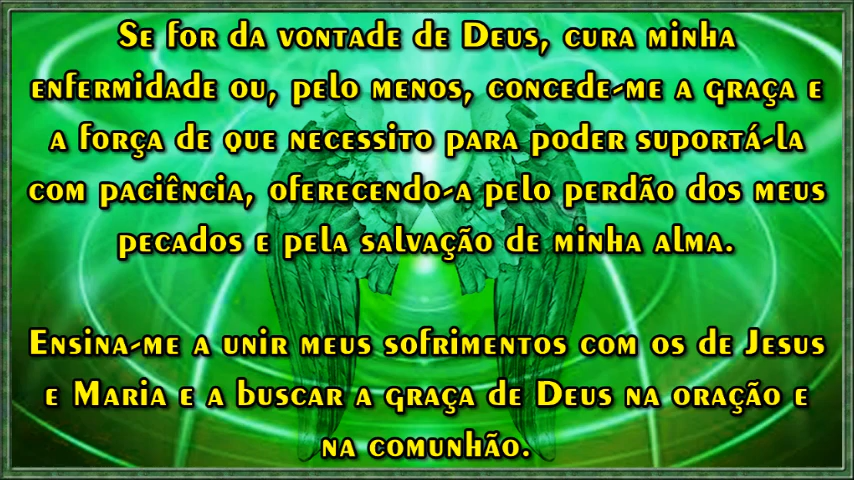 Se for da vontade de Deus, cura minha
enfermidade ou, pelo menos, concede-me a graça e
a força de que necessito para poder suportá-la
com paciência, oferecendo-a pelo perdão dos meus
pecados e pela salvação de minha alma.
Ensina-me a unir meus sofrimentos com os de Jesus
e Maria e a buscar a graça de Deus na oração e
na comunhão.